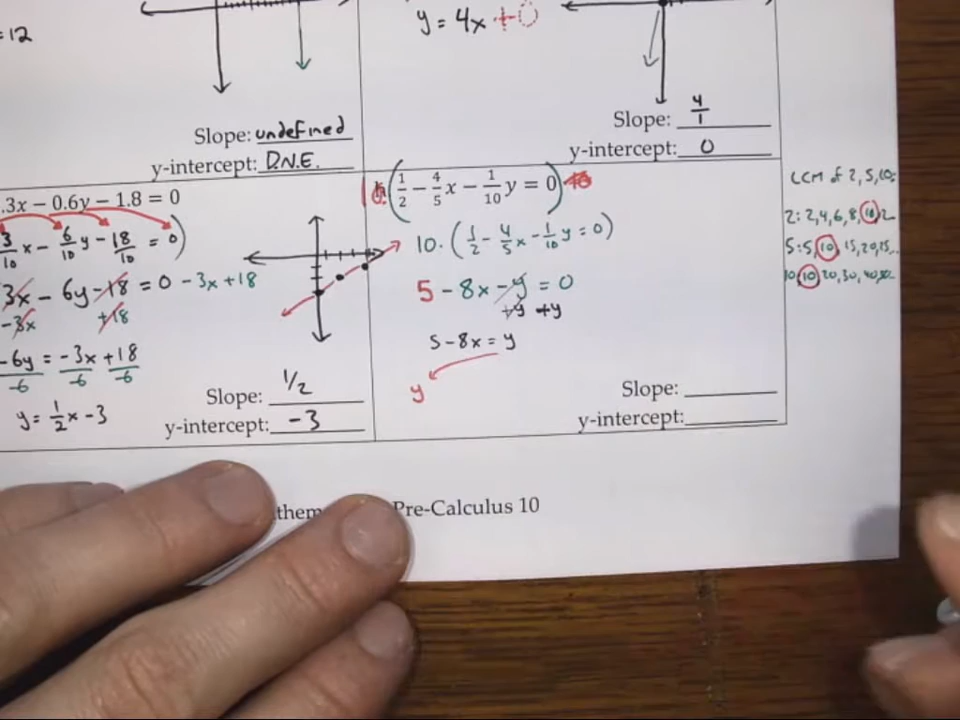 = 12
y = 4x + 0
Slope: undefined
y-intercept: D.N.E.
Slope: 4/1
y-intercept: 0
.3x − 0.6y − 1.8 = 0
3/10 x − 6/10 y − 18/10 = 0)
3x − 6y − 18 = 0 − 3x + 18
−3x +18
−6y = −3x + 18
−6 −6 −6
y = 1/2 x − 3
Slope: 1/2
y-intercept: −3
(1/2 − 4/5 x − 1/10 y = 0)
10 · (1/2 − 4/5 x − 1/10 y = 0)
5 − 8x − y = 0
+y +y
5 − 8x = y
y
Slope:
y-intercept:
LCM of 2, 5, 10:
2: 2, 4, 6, 8, 10
5: 5, 10, 15, 20, 25...
10 10 20, 30, 40,
Pre-Calculus 10